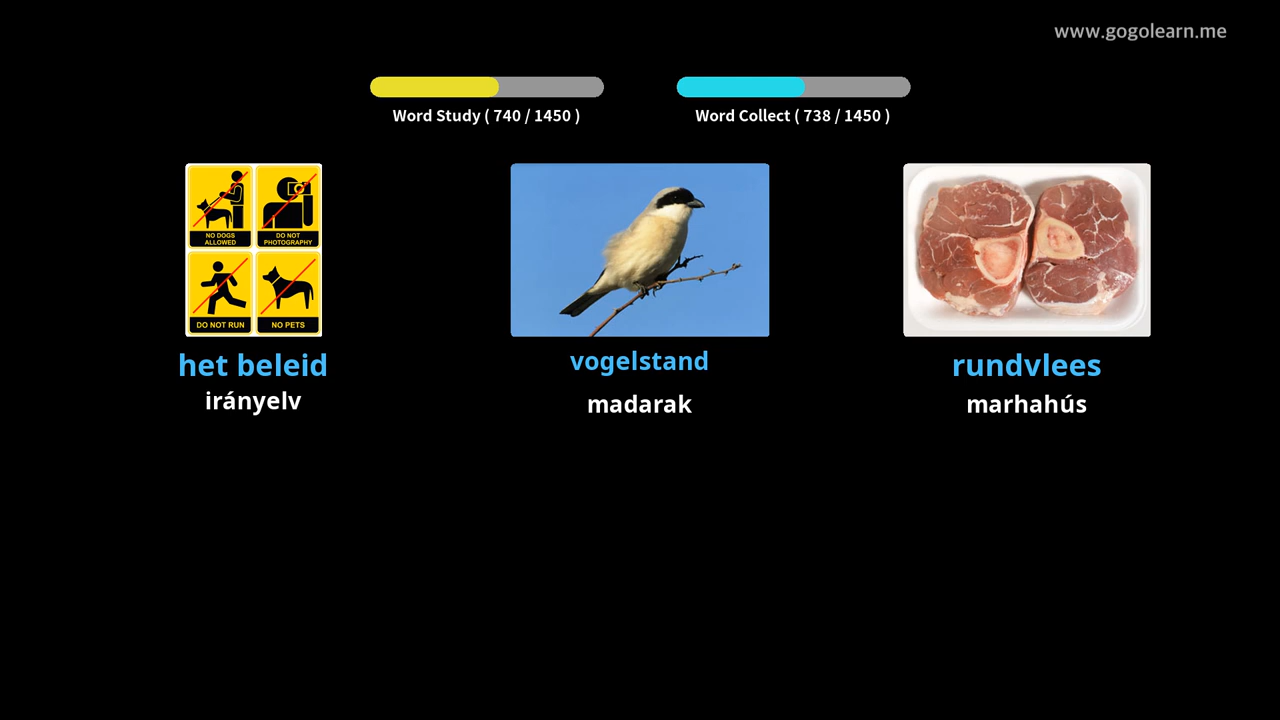 www.gogolearn.me
Word Study ( 740 / 1450 )
Word Collect ( 738 / 1450 )
NO DOGS
ALLOWED
DO NOT
PHOTOGRAPHY
DO NOT RUN
NO PETS
het beleid
irányelv
vogelstand
madarak
rundvlees
marhahús